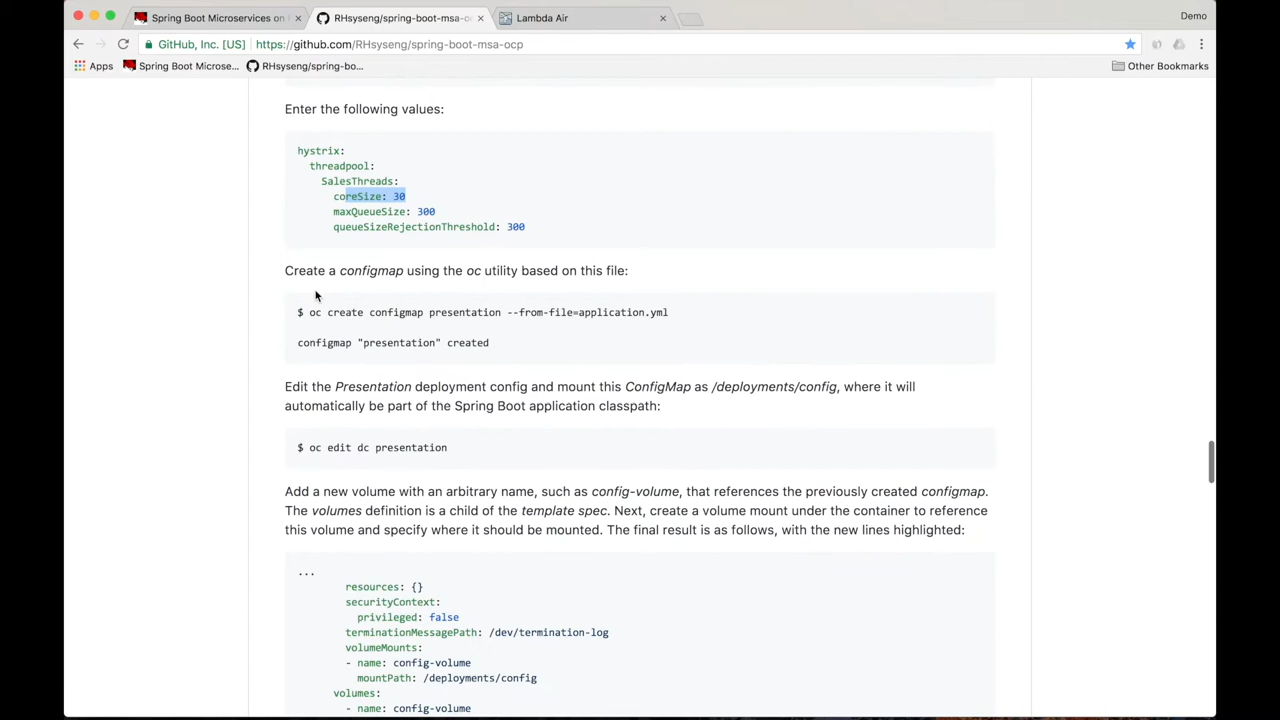 Spring Boot Microservices on
RHsyseng/spring-boot-msa-oc
Lambda Air
Demo
GitHub, Inc. [US]
https://github.com/RHsyseng/spring-boot-msa-ocp
Apps
Spring Boot Microse...
RHsyseng/spring-bo...
Other Bookmarks
Enter the following values:
hystrix:
threadpool:
SalesThreads:
coreSize: 30
maxQueueSize: 300
queueSizeRejectionThreshold: 300
Create a configmap using the oc utility based on this file:
$ oc create configmap presentation --from-file=application.yml
configmap "presentation" created
Edit the Presentation deployment config and mount this ConfigMap as /deployments/config, where it will
automatically be part of the Spring Boot application classpath:
$ oc edit dc presentation
Add a new volume with an arbitrary name, such as config-volume, that references the previously created configmap.
The volumes definition is a child of the template spec. Next, create a volume mount under the container to reference
this volume and specify where it should be mounted. The final result is as follows, with the new lines highlighted:
...
resources: {}
securityContext:
privileged: false
terminationMessagePath: /dev/termination-log
volumeMounts:
- name: config-volume
mountPath: /deployments/config
volumes:
- name: config-volume